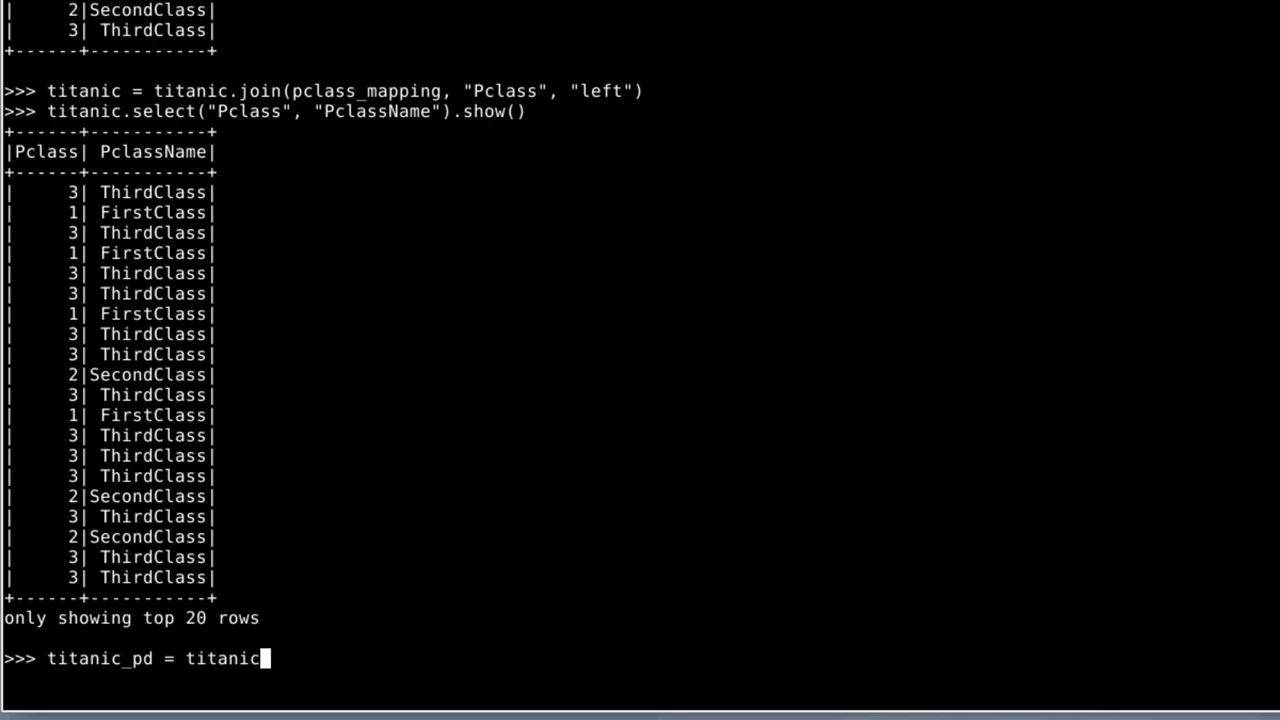 |     2|SecondClass|
|     3| ThirdClass|
+------+-----------+
>>> titanic = titanic.join(pclass_mapping, "Pclass", "left")
>>> titanic.select("Pclass", "PclassName").show()
+------+-----------+
|Pclass| PclassName|
+------+-----------+
|     3| ThirdClass|
|     1| FirstClass|
|     3| ThirdClass|
|     1| FirstClass|
|     3| ThirdClass|
|     3| ThirdClass|
|     1| FirstClass|
|     3| ThirdClass|
|     3| ThirdClass|
|     2|SecondClass|
|     3| ThirdClass|
|     1| FirstClass|
|     3| ThirdClass|
|     3| ThirdClass|
|     3| ThirdClass|
|     2|SecondClass|
|     3| ThirdClass|
|     2|SecondClass|
|     3| ThirdClass|
|     3| ThirdClass|
+------+-----------+
only showing top 20 rows
>>> titanic_pd = titanic